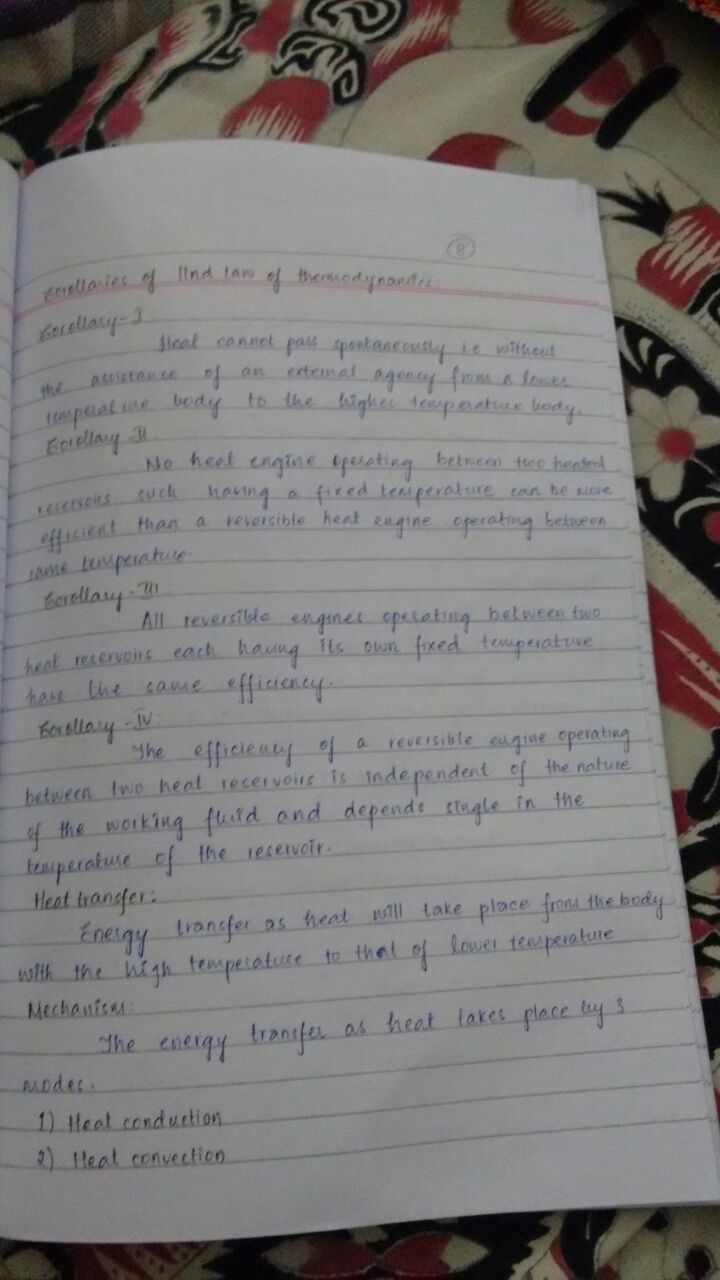 8
Corollaries of IInd law of thermodynamics:
Corollary-I
Heat cannot pass spontaneously i.e without
the assistance of an external agency from a lower
temperature body to the higher temperature body.
Corollary-II
No heat engine operating between two heated
reservoirs such having a fixed temperature can be more
efficient than a reversible heat engine operating between
same temperature.
Corollary-III:
All reversible engines operating between two
heat reservoirs each having its own fixed temperature
have the same efficiency.
Corollary-IV:
The efficiency of a reversible engine operating
between two heat reservoirs is independent of the nature
of the working fluid and depends single in the
temperature of the reservoir.
Heat transfer:
Energy transfer as heat will take place from the body
with the high temperature to that of lower temperature
Mechanism:
The energy transfer as heat takes place by 3
modes.
1) Heat conduction
2) Heat convection